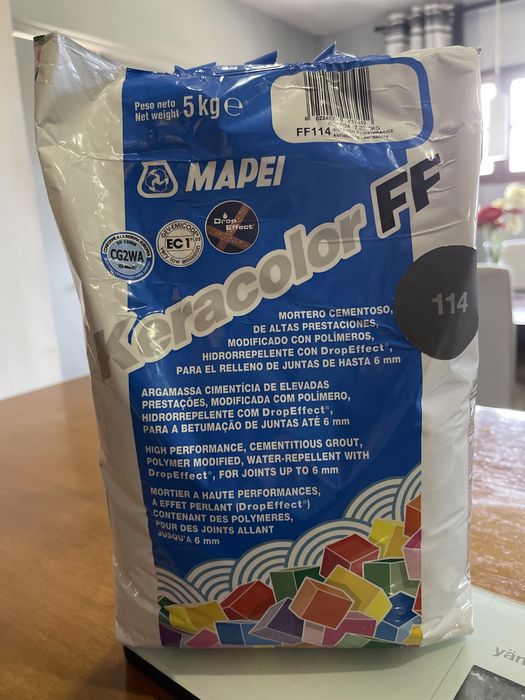 Peso neto
Net weight 5 kg e
FF114
MAPEI
Keracolor FF
CG2WA
EC 1
Drop
Effect
114
MORTERO CEMENTOSO,
DE ALTAS PRESTACIONES,
MODIFICADO CON POLÍMEROS,
HIDRORREPELENTE CON DropEffect®,
PARA EL RELLENO DE JUNTAS DE HASTA 6 mm
ARGAMASSA CIMENTÍCIA DE ELEVADAS
PRESTAÇÕES, MODIFICADA COM POLÍMERO,
HIDRORREPELENTE COM DropEffect®,
PARA A BETUMAÇÃO DE JUNTAS ATÉ 6 mm
HIGH PERFORMANCE, CEMENTITIOUS GROUT,
POLYMER MODIFIED, WATER-REPELLENT WITH
DropEffect®, FOR JOINTS UP TO 6 mm
MORTIER A HAUTE PERFORMANCES,
A EFFET PERLANT (DropEffect®)
CONTENANT DES POLYMERES,
POUR DES JOINTS ALLANT
JUSQU'A 6 mm
yän